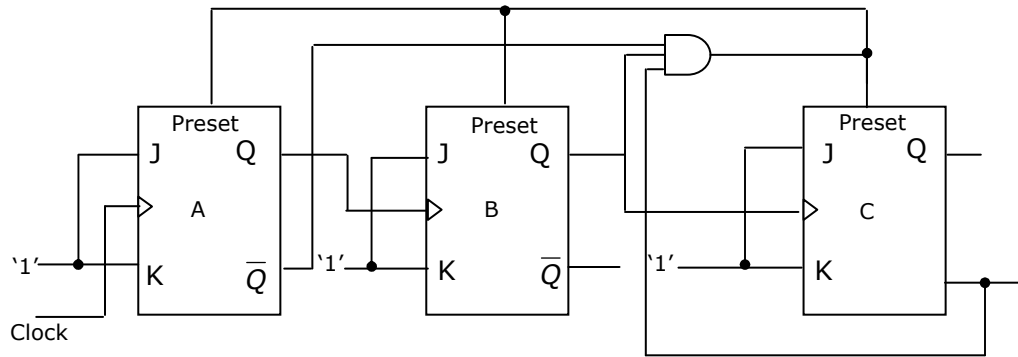 Preset
J Q
A
'1' K Q̅
Clock
Preset
J Q
B
'1' K Q̅
Preset
J Q
C
'1' K